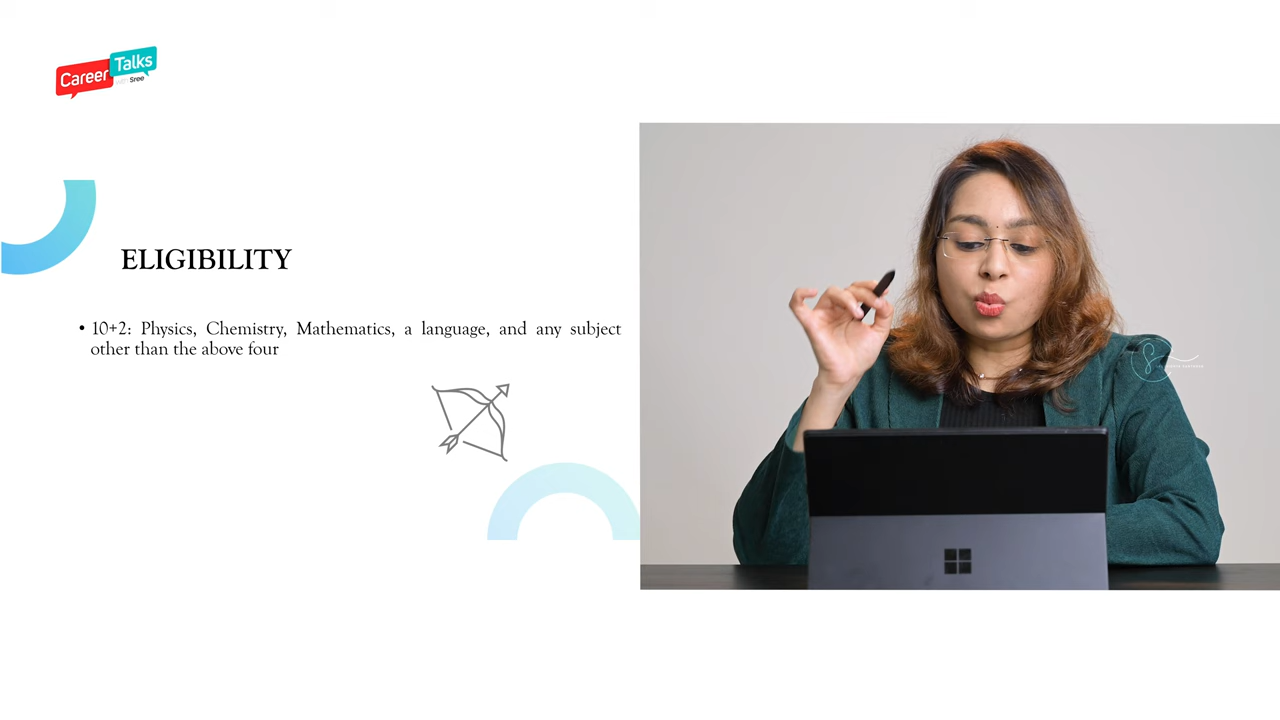 Career
Talks
Sree
ELIGIBILITY
• 10+2: Physics, Chemistry, Mathematics, a language, and any subject
other than the above four